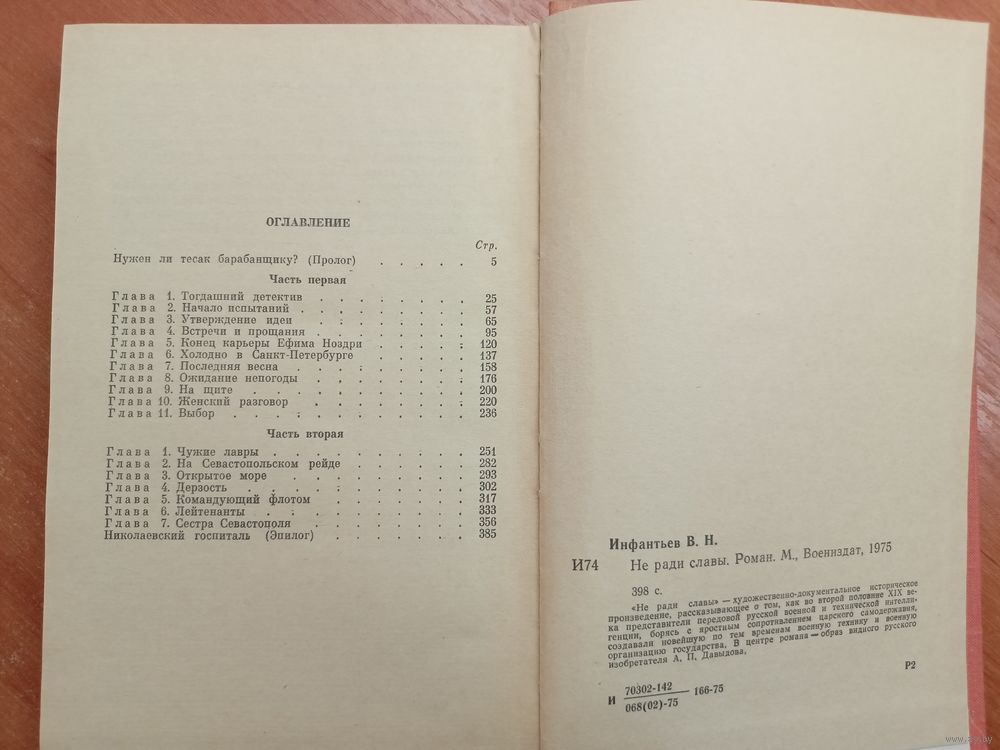 ОГЛАВЛЕНИЕ
Стр.
Нужен ли тесак барабанщику? (Пролог) . . . . . 5
Часть первая
Глава 1. Тогдашний детектив . . . . . . . 25
Глава 2. Начало испытаний . . . . . . . 57
Глава 3. Утверждение идеи . . . . . . . 65
Глава 4. Встречи и прощания . . . . . . . 95
Глава 5. Конец карьеры Ефима Ноздри . . . . . 120
Глава 6. Холодно в Санкт-Петербурге . . . . . 137
Глава 7. Последняя весна . . . . . . . . 158
Глава 8. Ожидание непогоды . . . . . . . 176
Глава 9. На щите . . . . . . . . . 200
Глава 10. Женский разговор . . . . . . . 220
Глава 11. Выбор . . . . . . . . . . 236
Часть вторая
Глава 1. Чужие лавры . . . . . . . . . 251
Глава 2. На Севастопольском рейде . . . . . . 282
Глава 3. Открытое море . . . . . . . . 293
Глава 4. Дерзость . . . . . . . . . . 302
Глава 5. Командующий флотом . . . . . . 317
Глава 6. Лейтенанты . . . . . . . . . 333
Глава 7. Сестра Севастополя . . . . . . . 356
Николаевский госпиталь (Эпилог) . . . . . . 385
Инфантьев В. Н.
И74 Не ради славы. Роман. М., Воениздат, 1975
398 с.
«Не ради славы» — художественно-документальное историческое
произведение, рассказывающее о том, как во второй половине XIX ве-
ка представители передовой русской военной и технической интелли-
генции, борясь с яростным сопротивлением царского самодержавия,
создавали новейшую по тем временам военную технику и военную
организацию государства. В центре романа — образ видного русского
изобретателя А. П. Давыдова.
Р2
И 70302-142 166-75
068(02)-75